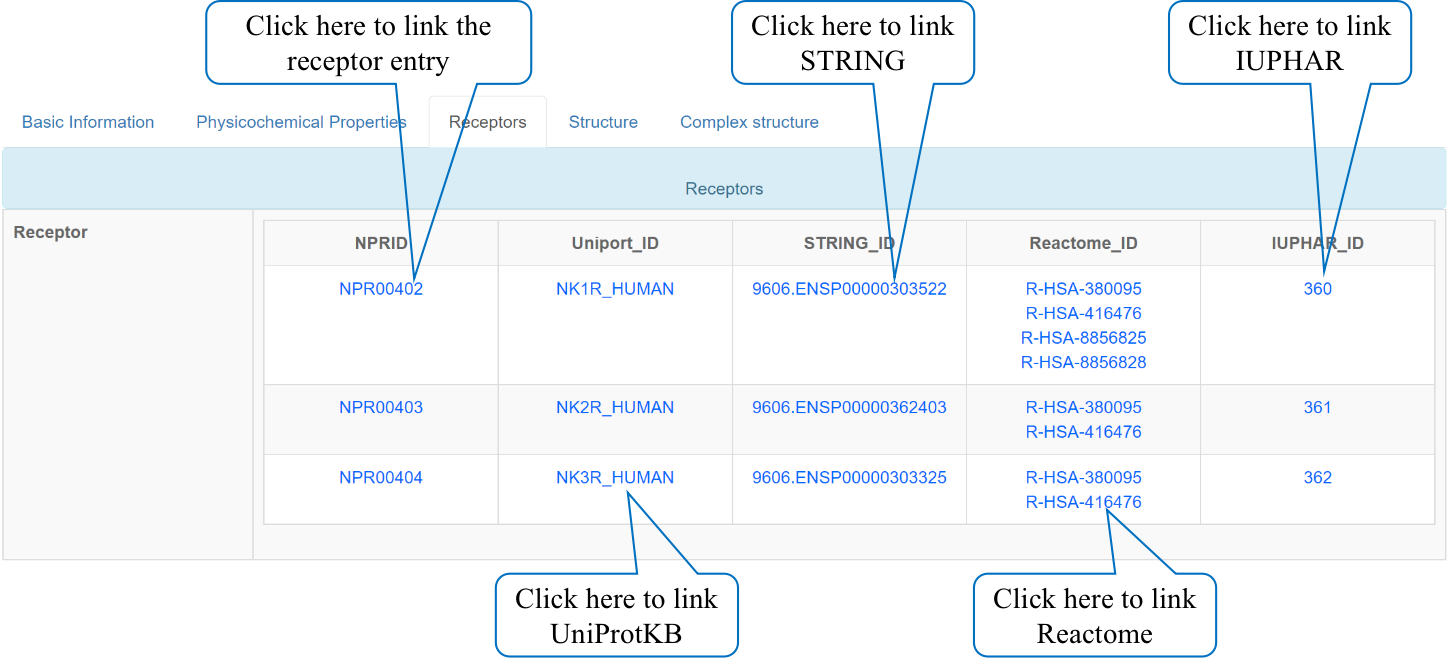 Click here to link the
receptor entry
Click here to link
STRING
Click here to link
IUPHAR
Basic Information
Physicochemical Properties
Receptors
Structure
Complex structure
Receptors
Receptor
NPRID
Uniport_ID
STRING_ID
Reactome_ID
IUPHAR_ID
NPR00402
NK1R_HUMAN
9606.ENSP00000303522
R-HSA-380095
R-HSA-416476
R-HSA-8856825
R-HSA-8856828
360
NPR00403
NK2R_HUMAN
9606.ENSP00000362403
R-HSA-380095
R-HSA-416476
361
NPR00404
NK3R_HUMAN
9606.ENSP00000303325
R-HSA-380095
R-HSA-416476
362
Click here to link
UniProtKB
Click here to link
Reactome